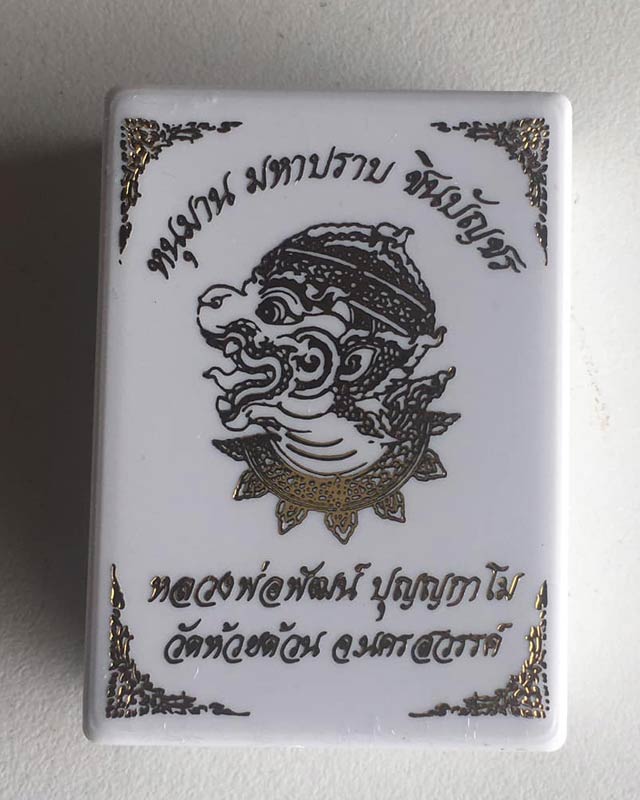 หนุมาน มหาปราบ ชินบัญชร
หลวงพ่อพัฒน์ ปุญญกาโม
วัดห้วยด้วน จ.นครสวรรค์